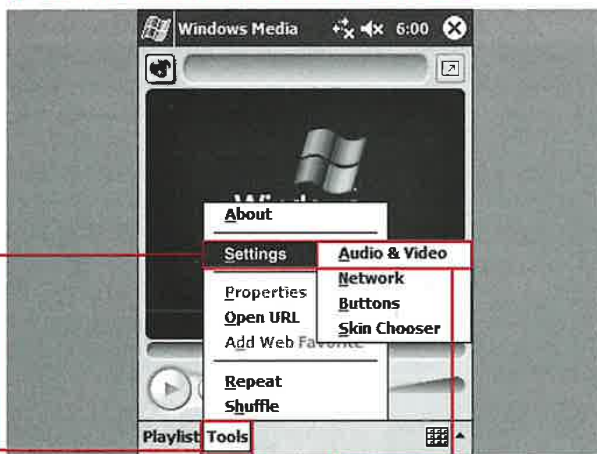 Windows Media 6:00
Windows
About
Settings
Audio & Video
Properties
Network
Open URL
Buttons
Add Web Favorite
Skin Chooser
Repeat
Shuffle
Playlist Tools